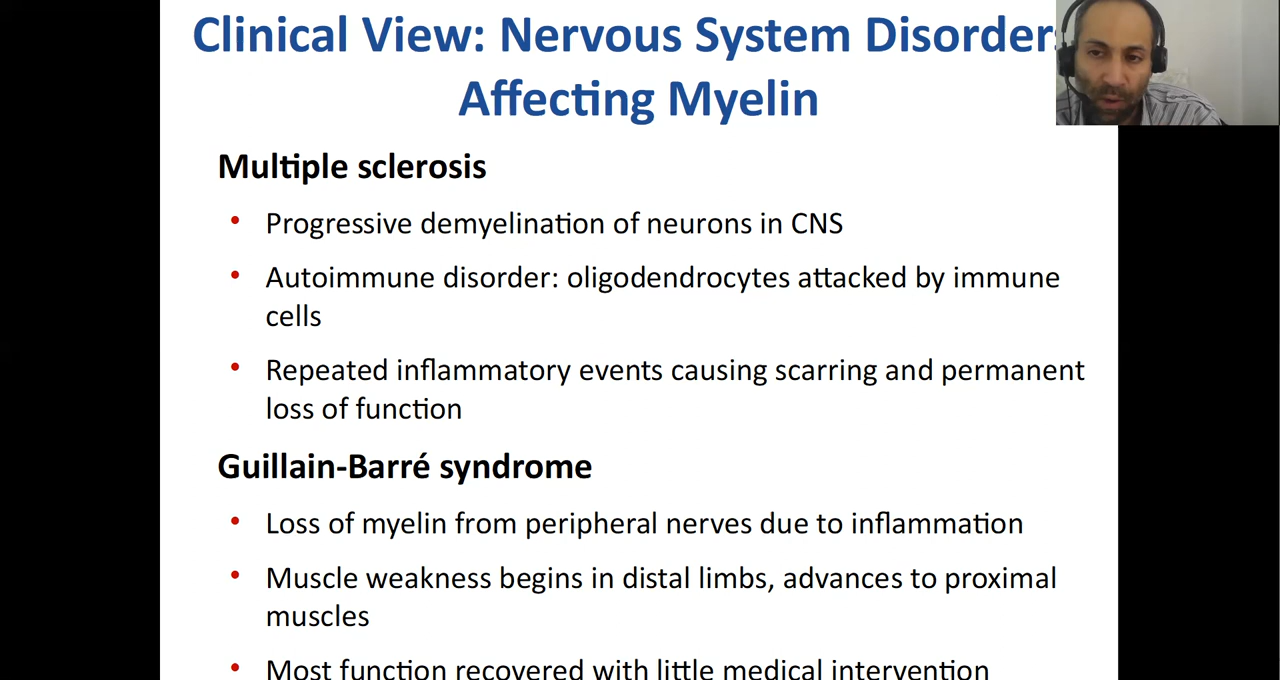 Clinical View: Nervous System Disorders
Affecting Myelin
Multiple sclerosis
• Progressive demyelination of neurons in CNS
• Autoimmune disorder: oligodendrocytes attacked by immune
cells
• Repeated inflammatory events causing scarring and permanent
loss of function
Guillain-Barré syndrome
• Loss of myelin from peripheral nerves due to inflammation
• Muscle weakness begins in distal limbs, advances to proximal
muscles
• Most function recovered with little medical intervention